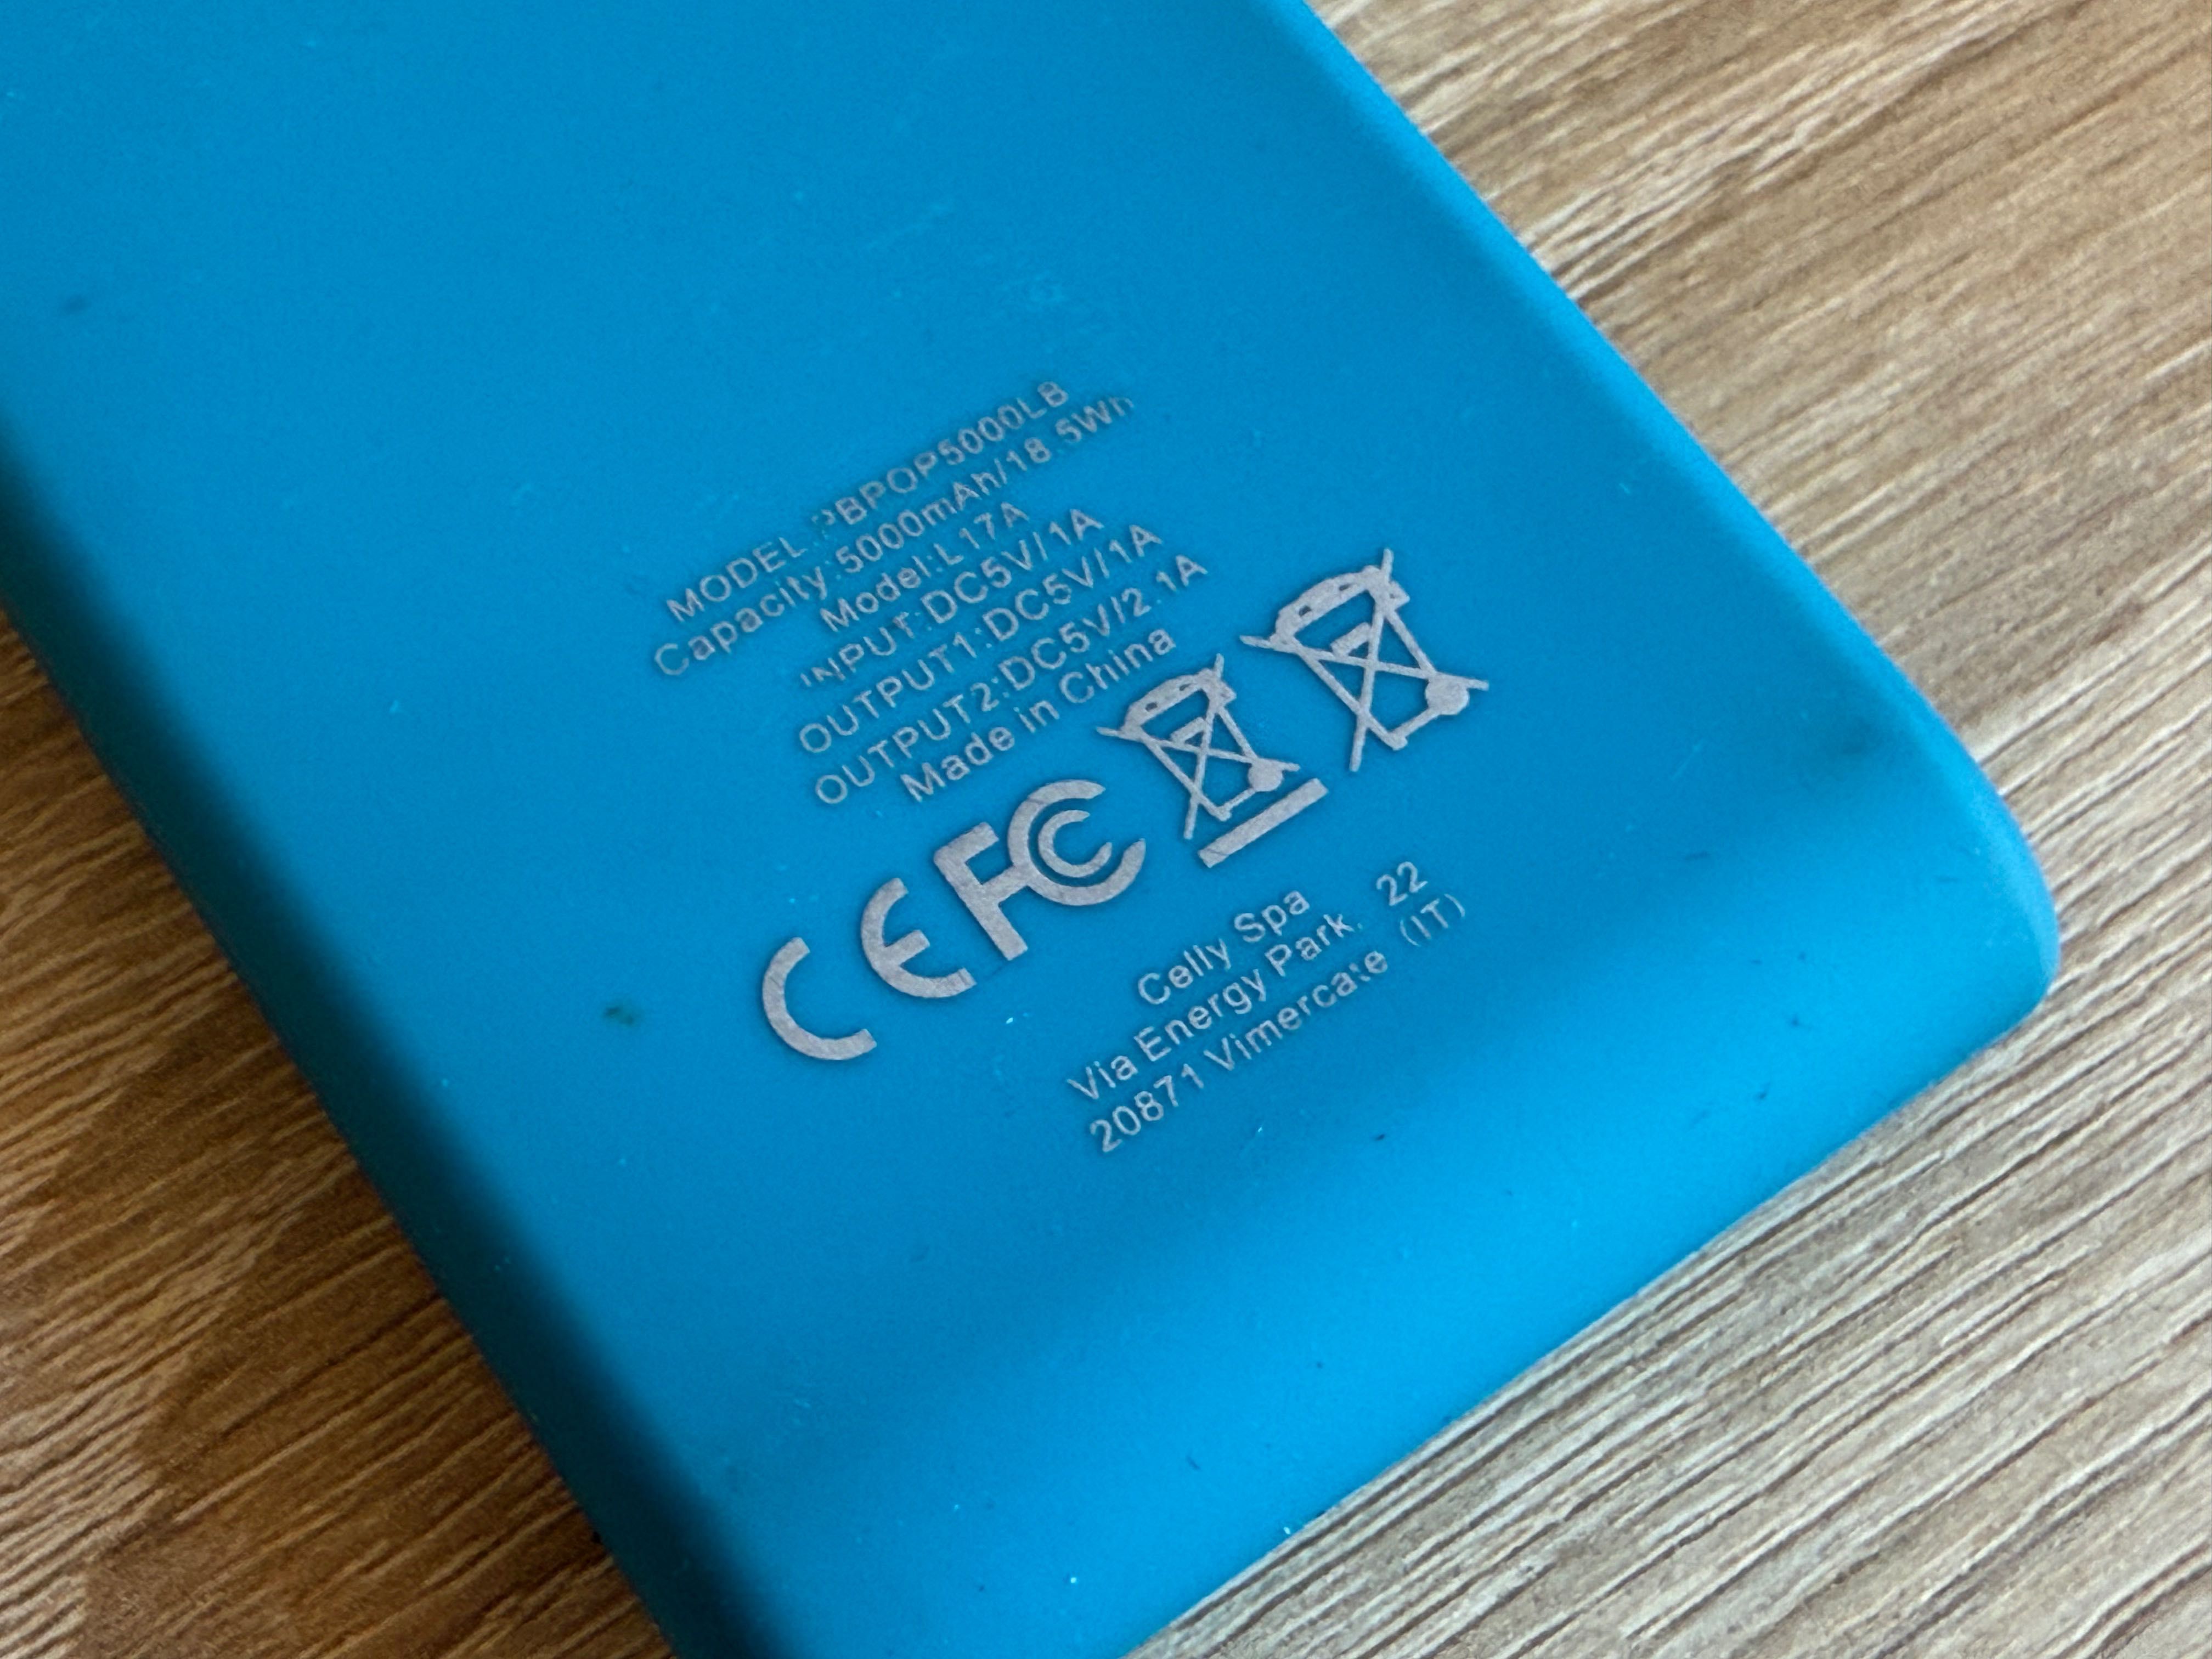 MODEL:PBPOP5000LB
Capacity:5000mAh/18.5Wh
Model:L17A
INPUT:DC5V/1A
OUTPUT1:DC5V/1A
OUTPUT2:DC5V/2.1A
Made in China
CE FC
Celly Spa
Via Energy Park, 22
20871 Vimercate (IT)